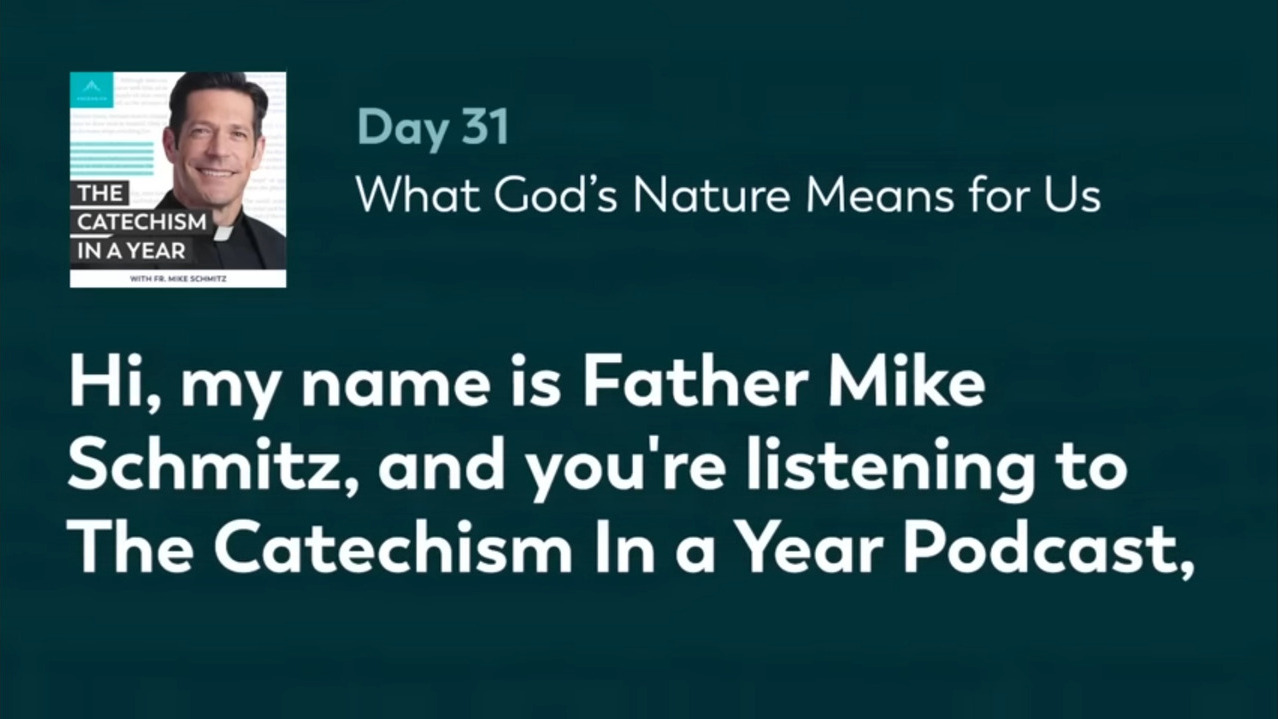 Day 31
What God's Nature Means for Us
THE
CATECHISM
IN A YEAR
WITH FR. MIKE SCHMITZ
Hi, my name is Father Mike
Schmitz, and you're listening to
The Catechism In a Year Podcast,